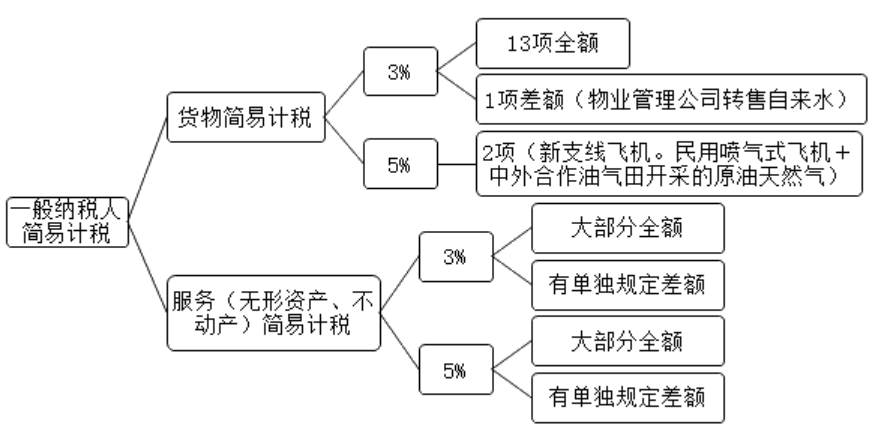 一般纳税人
简易计税
货物简易计税
3%
13项全额
1项差额（物业管理公司转售自来水）
5%
2项（新支线飞机。民用喷气式飞机＋
中外合作油气田开采的原油天然气）
服务（无形资产、不
动产）简易计税
3%
大部分全额
有单独规定差额
5%
大部分全额
有单独规定差额